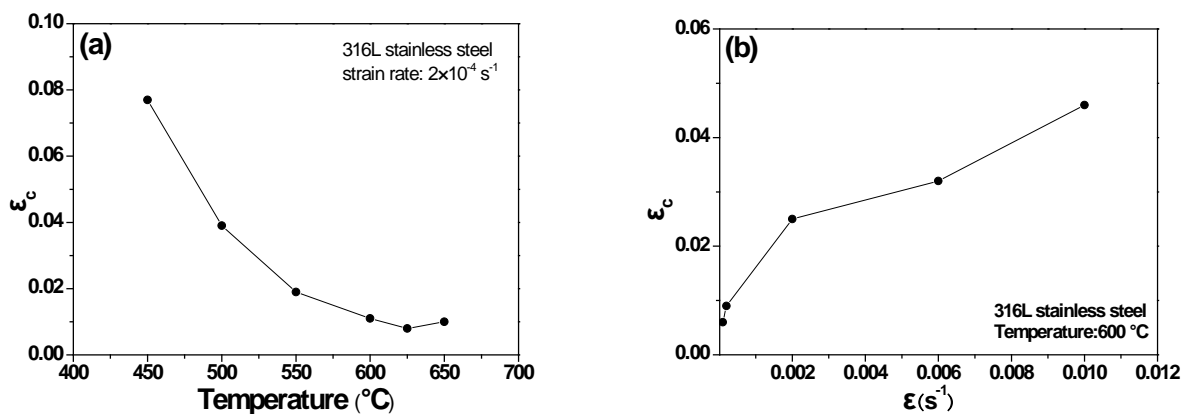 (a)
316L stainless steel
strain rate: 2×10⁻⁴ s⁻¹
0.10
0.08
0.06
0.04
0.02
0.00
εc
400 450 500 550 600 650 700
Temperature (°C)
(b)
0.06
0.04
0.02
0.00
εc
316L stainless steel
Temperature:600 °C
0.002 0.004 0.006 0.008 0.010 0.012
ε(s⁻¹)